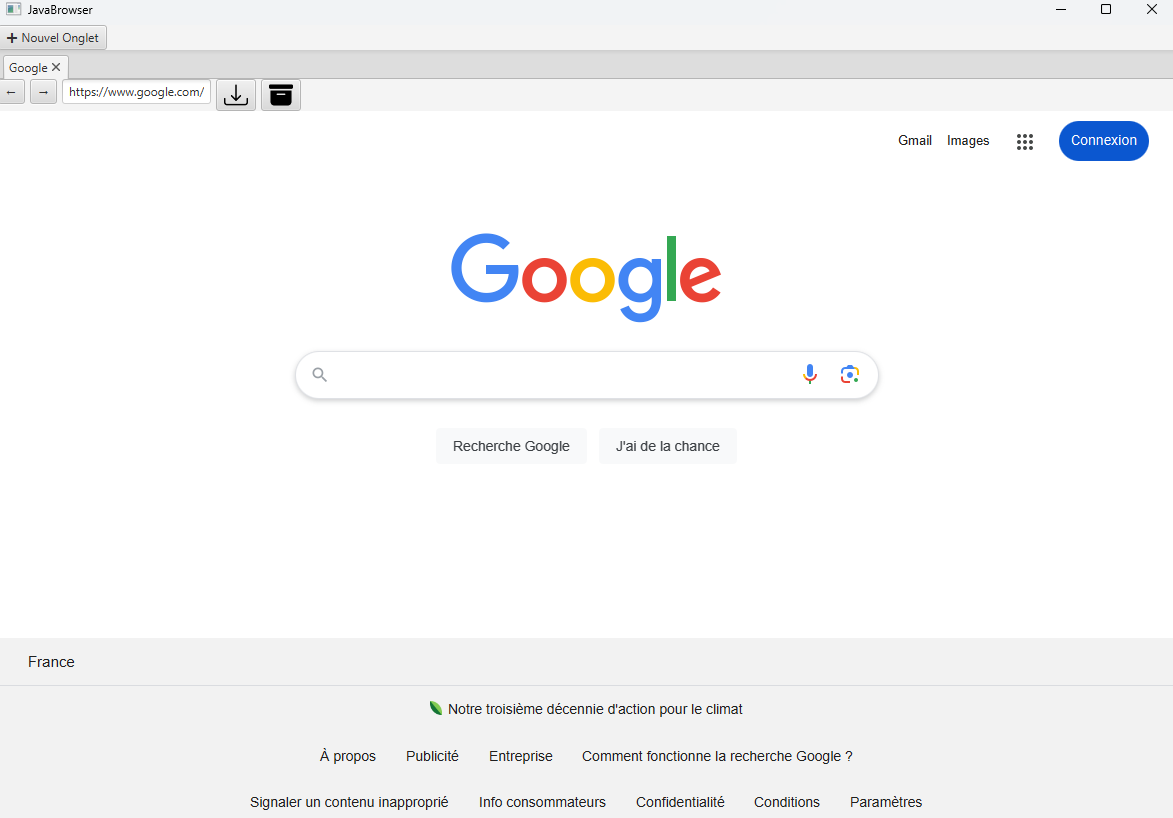 JavaBrowser
Nouvel Onglet
Google
https://www.google.com/
Gmail Images Connexion
Google
Recherche Google J'ai de la chance
France
Notre troisième décennie d'action pour le climat
À propos Publicité Entreprise Comment fonctionne la recherche Google ?
Signaler un contenu inapproprié Info consommateurs Confidentialité Conditions Paramètres